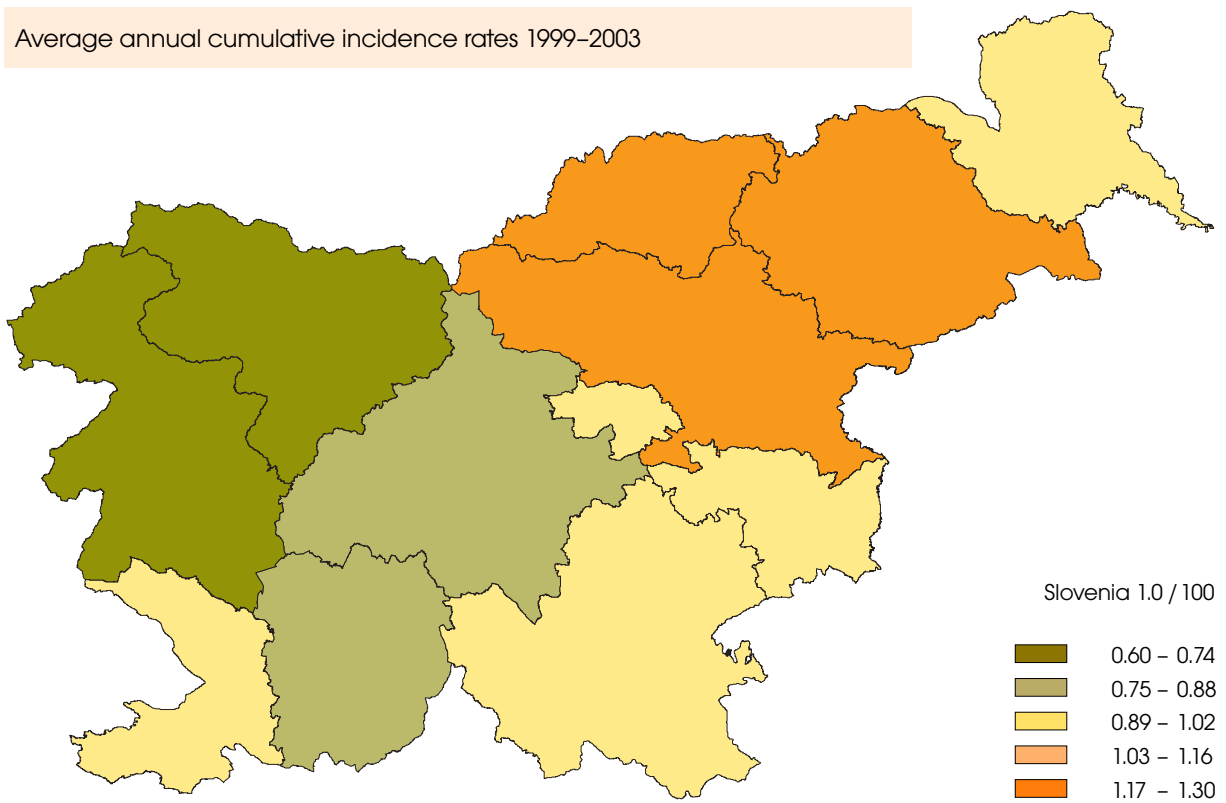 Average annual cumulative incidence rates 1999–2003
Slovenia 1.0 / 100
0.60 – 0.74
0.75 – 0.88
0.89 – 1.02
1.03 – 1.16
1.17 – 1.30